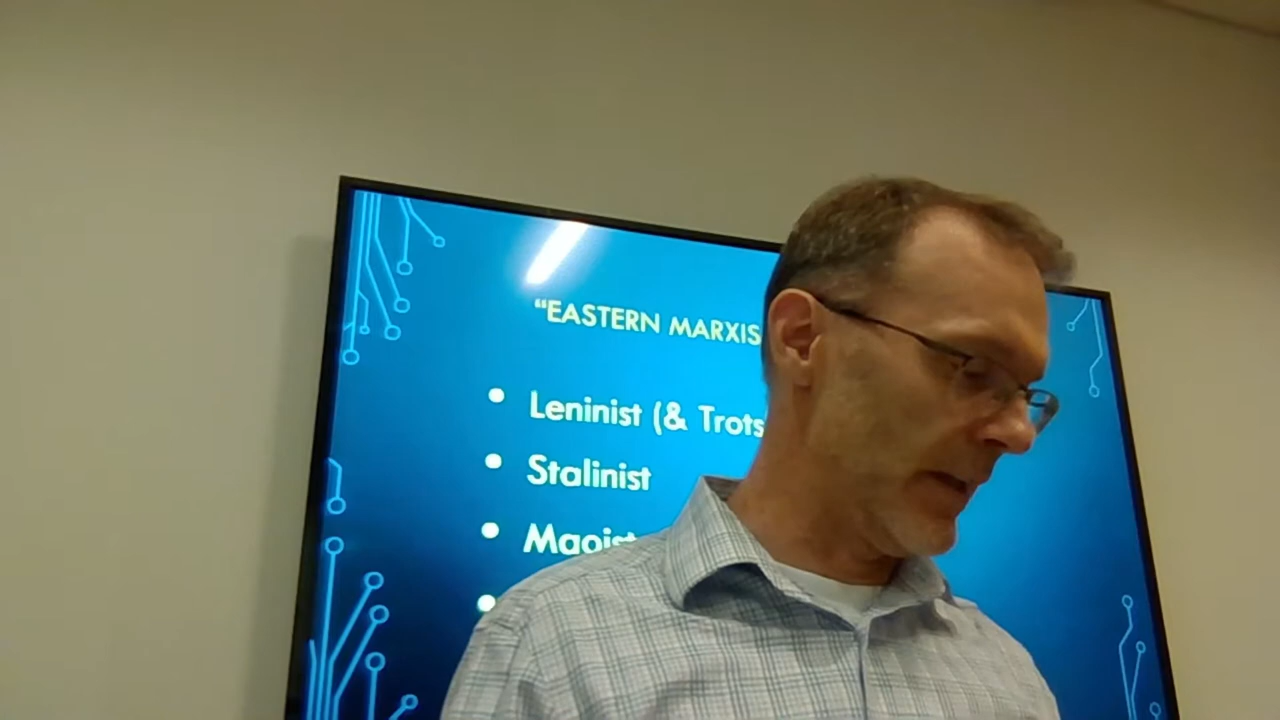 “EASTERN MARXIS
• Leninist (& Trots
• Stalinist
• Maoist
•